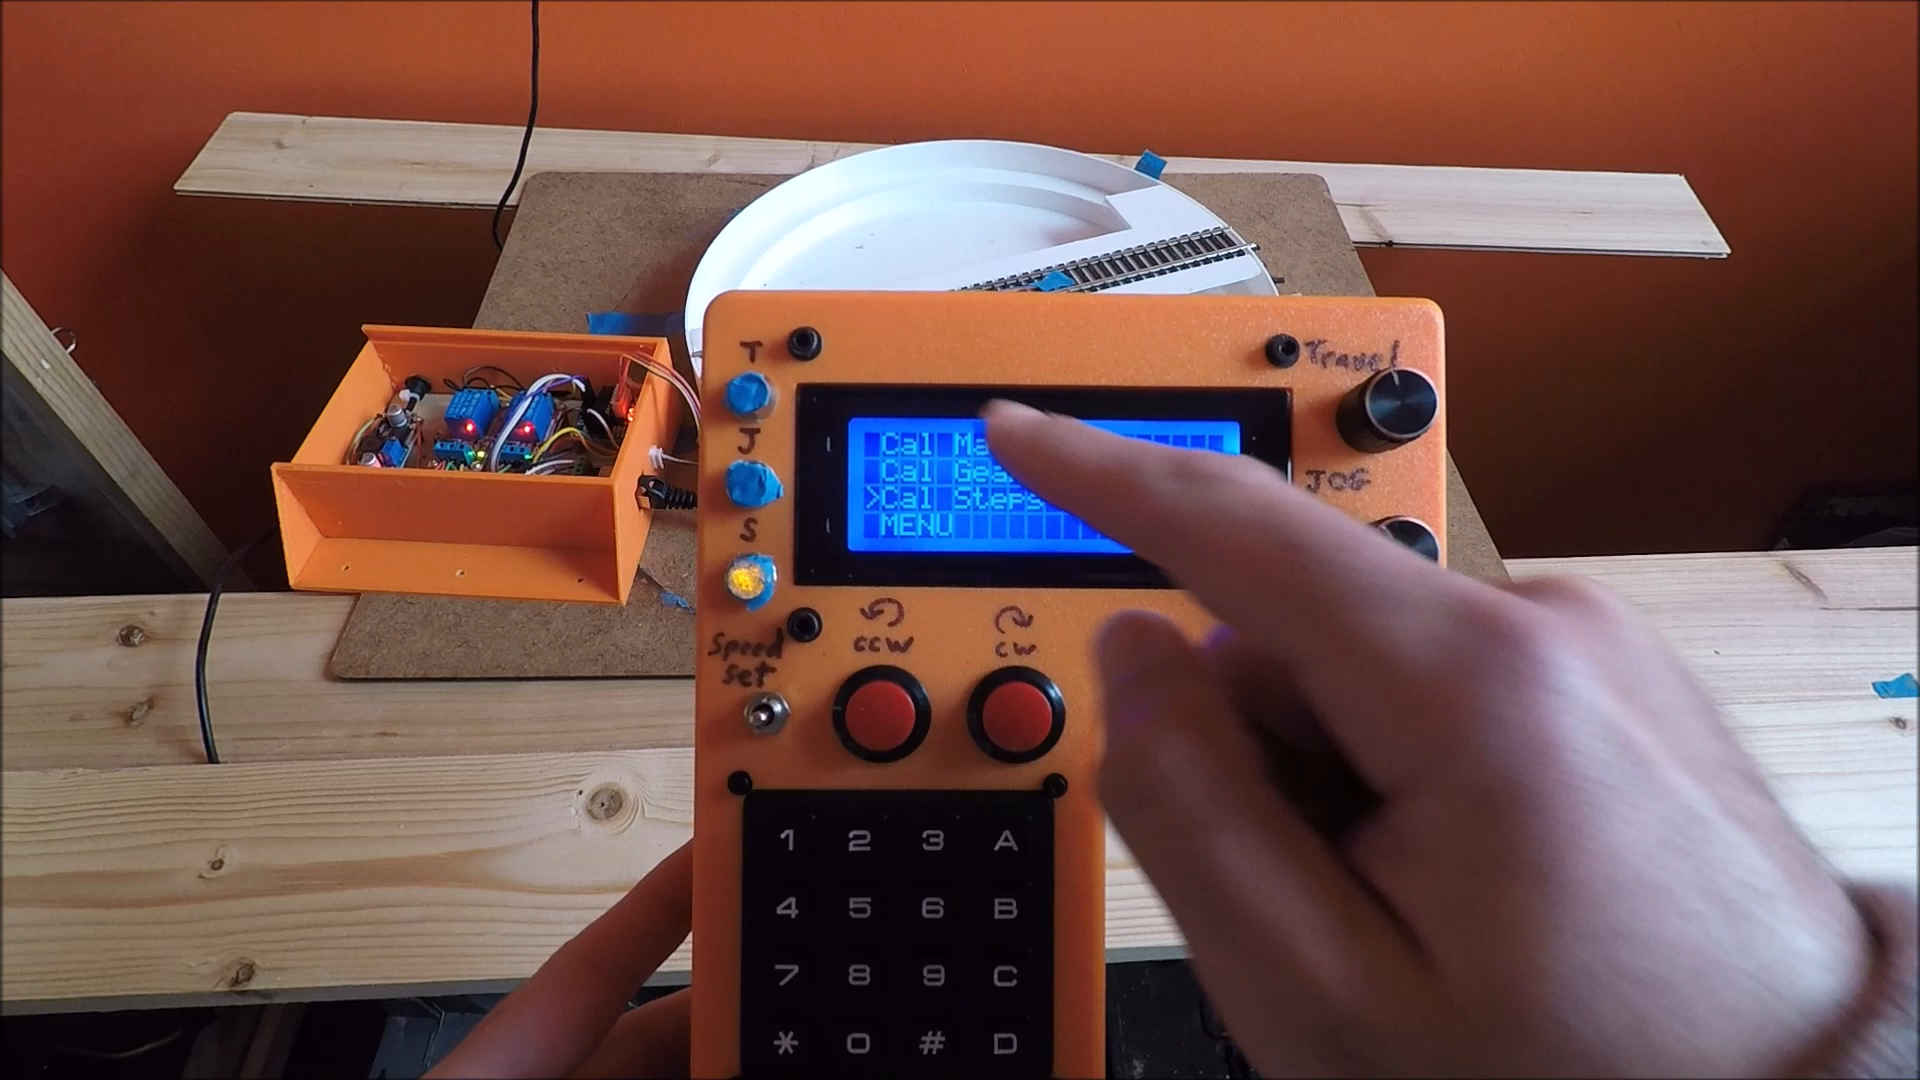 T
Travel
J
Cal
Cal
>Cal Steps
MENU
JOG
S
Speed
set
CCW
CW
1 2 3 A
4 5 6 B
7 8 9 C
* 0 # D